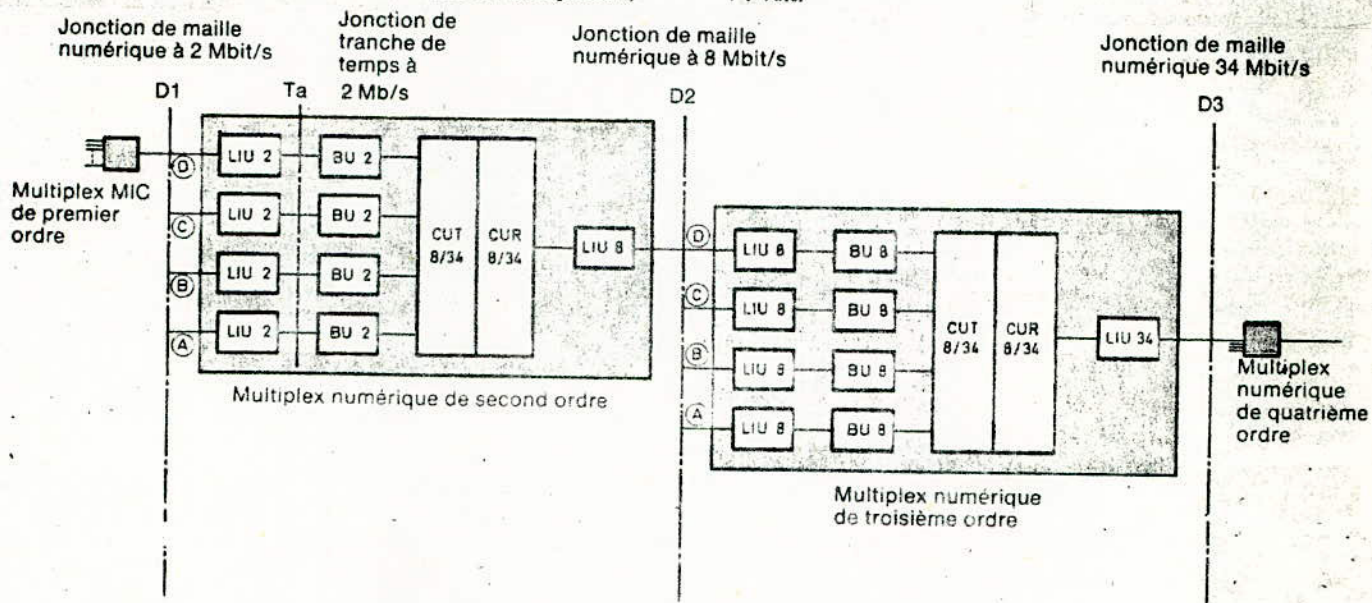 Jonction de maille
numérique à 2 Mbit/s
D1
Ta
Jonction de
tranche de
temps à
2 Mb/s
Jonction de maille
numérique à 8 Mbit/s
D2
Jonction de maille
numérique 34 Mbit/s
D3
Multiplex MIC
de premier
ordre
D
LIU 2
BU 2
C
LIU 2
BU 2
B
LIU 2
BU 2
A
LIU 2
BU 2
CUT
8/34
CUR
8/34
LIU 8
Multiplex numérique de second ordre
D
LIU 8
BU 8
C
LIU 8
BU 8
B
LIU 8
BU 8
A
LIU 8
BU 8
CUT
8/34
CUR
8/34
LIU 34
Multiplex numérique
de troisième ordre
Multiplex
numérique
de quatrième
ordre